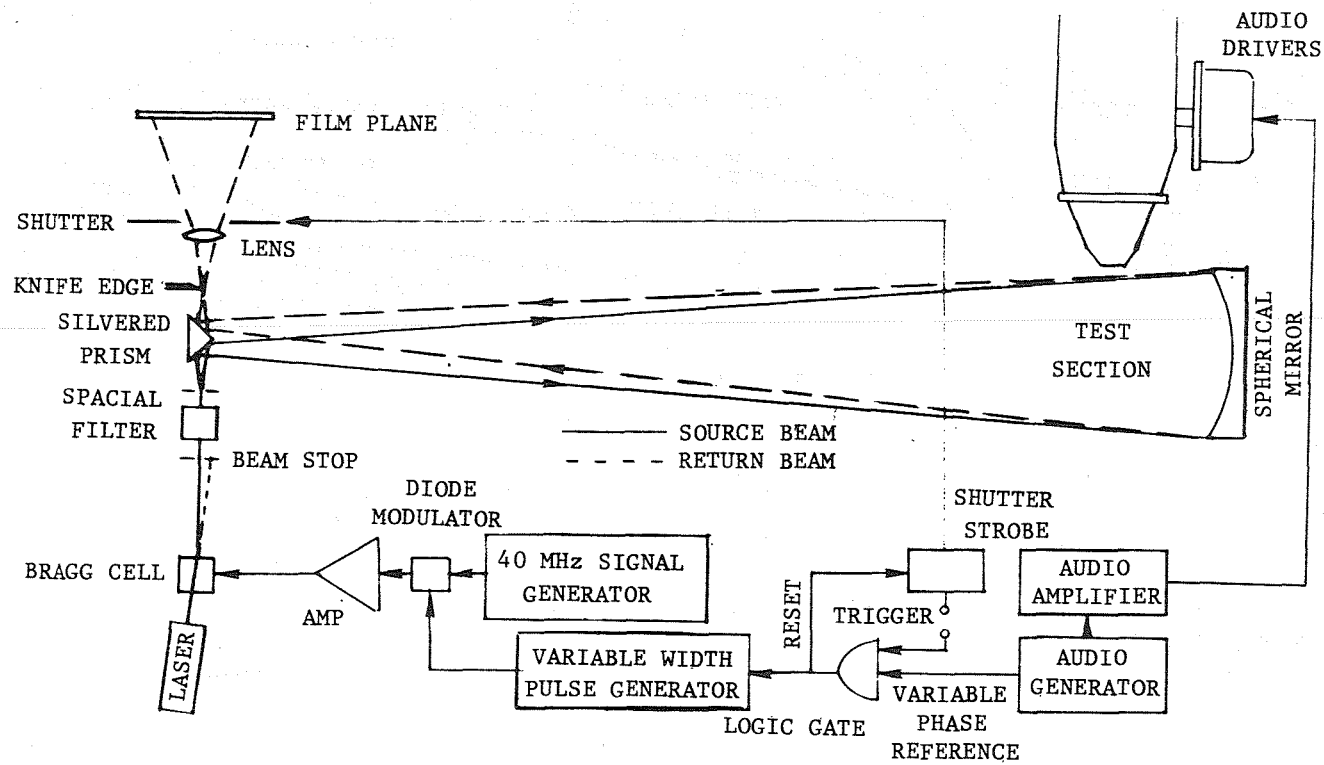 AUDIO
DRIVERS
FILM PLANE
SHUTTER
LENS
KNIFE EDGE
SILVERED
PRISM
TEST
SECTION
SPHERICAL
MIRROR
SPACIAL
FILTER
SOURCE BEAM
RETURN BEAM
BEAM STOP
DIODE
MODULATOR
SHUTTER
STROBE
BRAGG CELL
AMP
40 MHz SIGNAL
GENERATOR
RESET
TRIGGER
AUDIO
AMPLIFIER
LASER
VARIABLE WIDTH
PULSE GENERATOR
LOGIC GATE
VARIABLE
PHASE
REFERENCE
AUDIO
GENERATOR